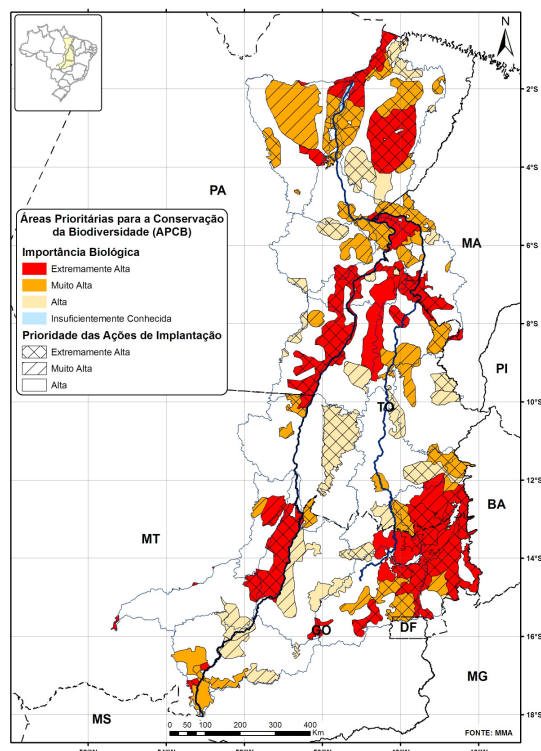 N
2°S
PA
Áreas Prioritárias para a Conservação
da Biodiversidade (APCB)
MA
Importância Biológica
Extremamente Alta
Muito Alta
Alta
Insuficientemente Conhecida
Prioridade das Ações de Implantação
Extremamente Alta
Muito Alta
Alta
4°S
6°S
8°S
PI
10°S
TO
BA
12°S
MT
14°S
GO
DF
16°S
MG
MS
18°S
0 50 100 200 300 400
Km
FONTE: MMA